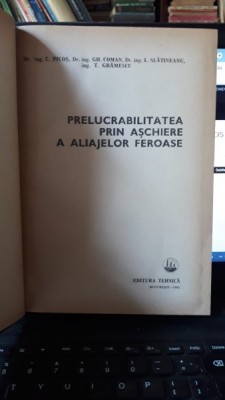 Dr. ing. C. PICOȘ, Dr. ing. GH. COMAN, Dr. ing. L. SLĂTINEANU,
ing. T. GRĂMESCU
PRELUCRABILITATEA
PRIN AȘCHIERE
A ALIAJELOR FEROASE
EDITURA TEHNICĂ
BUCUREȘTI
T Y U I O P